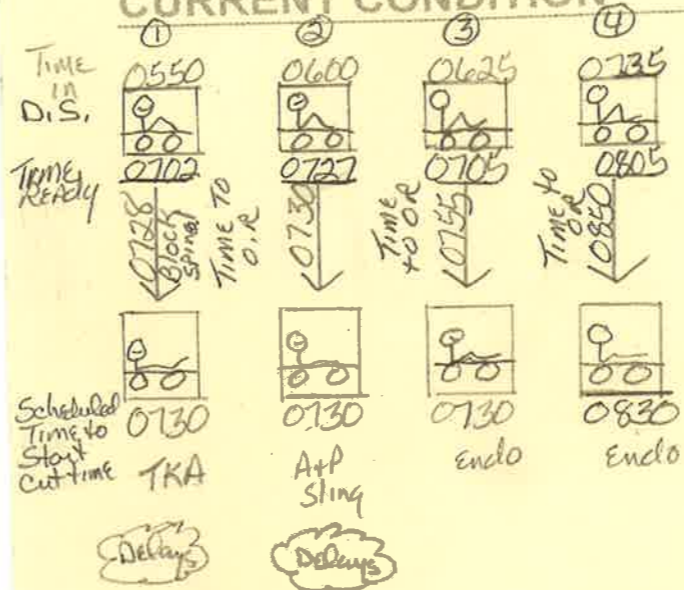 CURRENT CONDITION
① ② ③ ④
Time in D.S. 0550 0600 0625 0735
TIME READY 0702 0727 0705 0805
0728 Block Spinal TIME TO O.R 0730 TIME to OR 0755 Time to OR 0850
Scheduled Time to Start cut time 0730 0730 0730 0830
TKA A+P Sling Endo Endo
Delays Delays